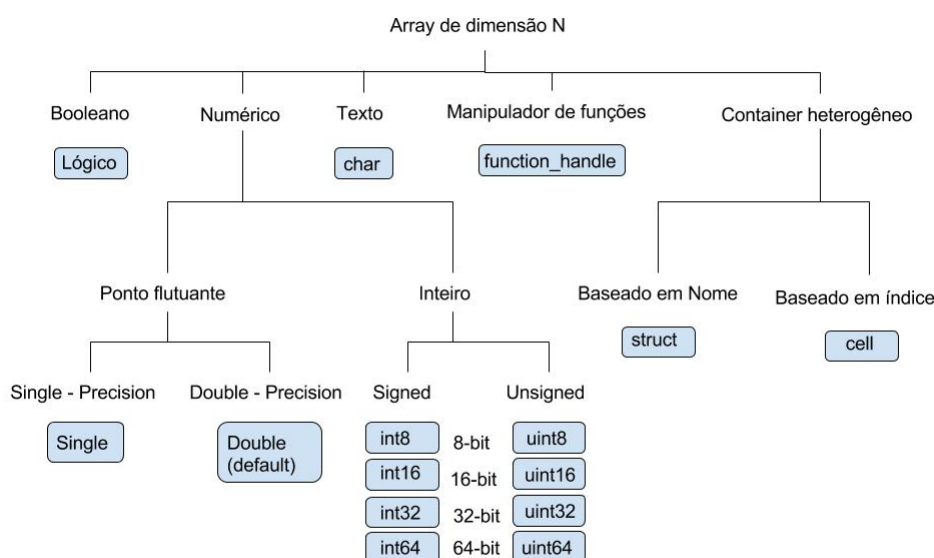 Array de dimensão N
Booleano
Numérico
Texto
Manipulador de funções
Container heterogêneo
Lógico
char
function_handle
Ponto flutuante
Inteiro
Baseado em Nome
Baseado em índice
struct
cell
Single - Precision
Double - Precision
Signed
Unsigned
Single
Double
(default)
int8
8-bit
uint8
int16
16-bit
uint16
int32
32-bit
uint32
int64
64-bit
uint64